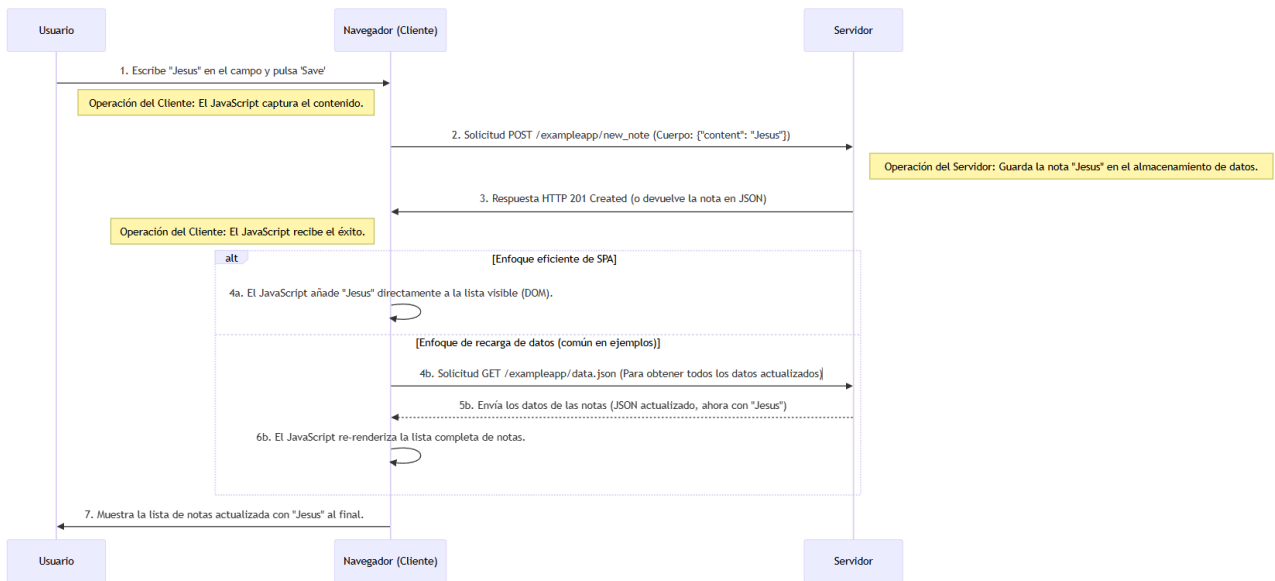 Usuario
Navegador (Cliente)
Servidor
1. Escribe "Jesus" en el campo y pulsa 'Save'
Operación del Cliente: El JavaScript captura el contenido.
2. Solicitud POST /exampleapp/new_note (Cuerpo: {"content": "Jesus"})
Operación del Servidor: Guarda la nota "Jesus" en el almacenamiento de datos.
3. Respuesta HTTP 201 Created (o devuelve la nota en JSON)
Operación del Cliente: El JavaScript recibe el éxito.
alt
[Enfoque eficiente de SPA]
4a. El JavaScript añade "Jesus" directamente a la lista visible (DOM).
[Enfoque de recarga de datos (común en ejemplos)]
4b. Solicitud GET /exampleapp/data.json (Para obtener todos los datos actualizados)
5b. Envía los datos de las notas (JSON actualizado, ahora con "Jesus")
6b. El JavaScript re-renderiza la lista completa de notas.
7. Muestra la lista de notas actualizada con "Jesus" al final.
Usuario
Navegador (Cliente)
Servidor